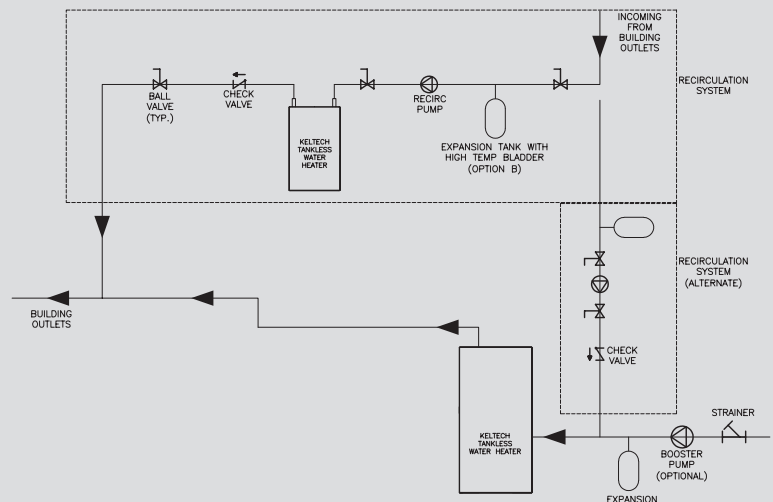 INCOMING
FROM
BUILDING
OUTLETS
RECIRCULATION
SYSTEM
BALL
VALVE
(TYP.)
CHECK
VALVE
RECIRC
PUMP
KELTECH
TANKLESS
WATER
HEATER
EXPANSION TANK WITH
HIGH TEMP BLADDER
(OPTION B)
RECIRCULATION
SYSTEM
(ALTERNATE)
BUILDING
OUTLETS
CHECK
VALVE
STRAINER
KELTECH
TANKLESS
WATER HEATER
BOOSTER
PUMP
(OPTIONAL)
EXPANSION